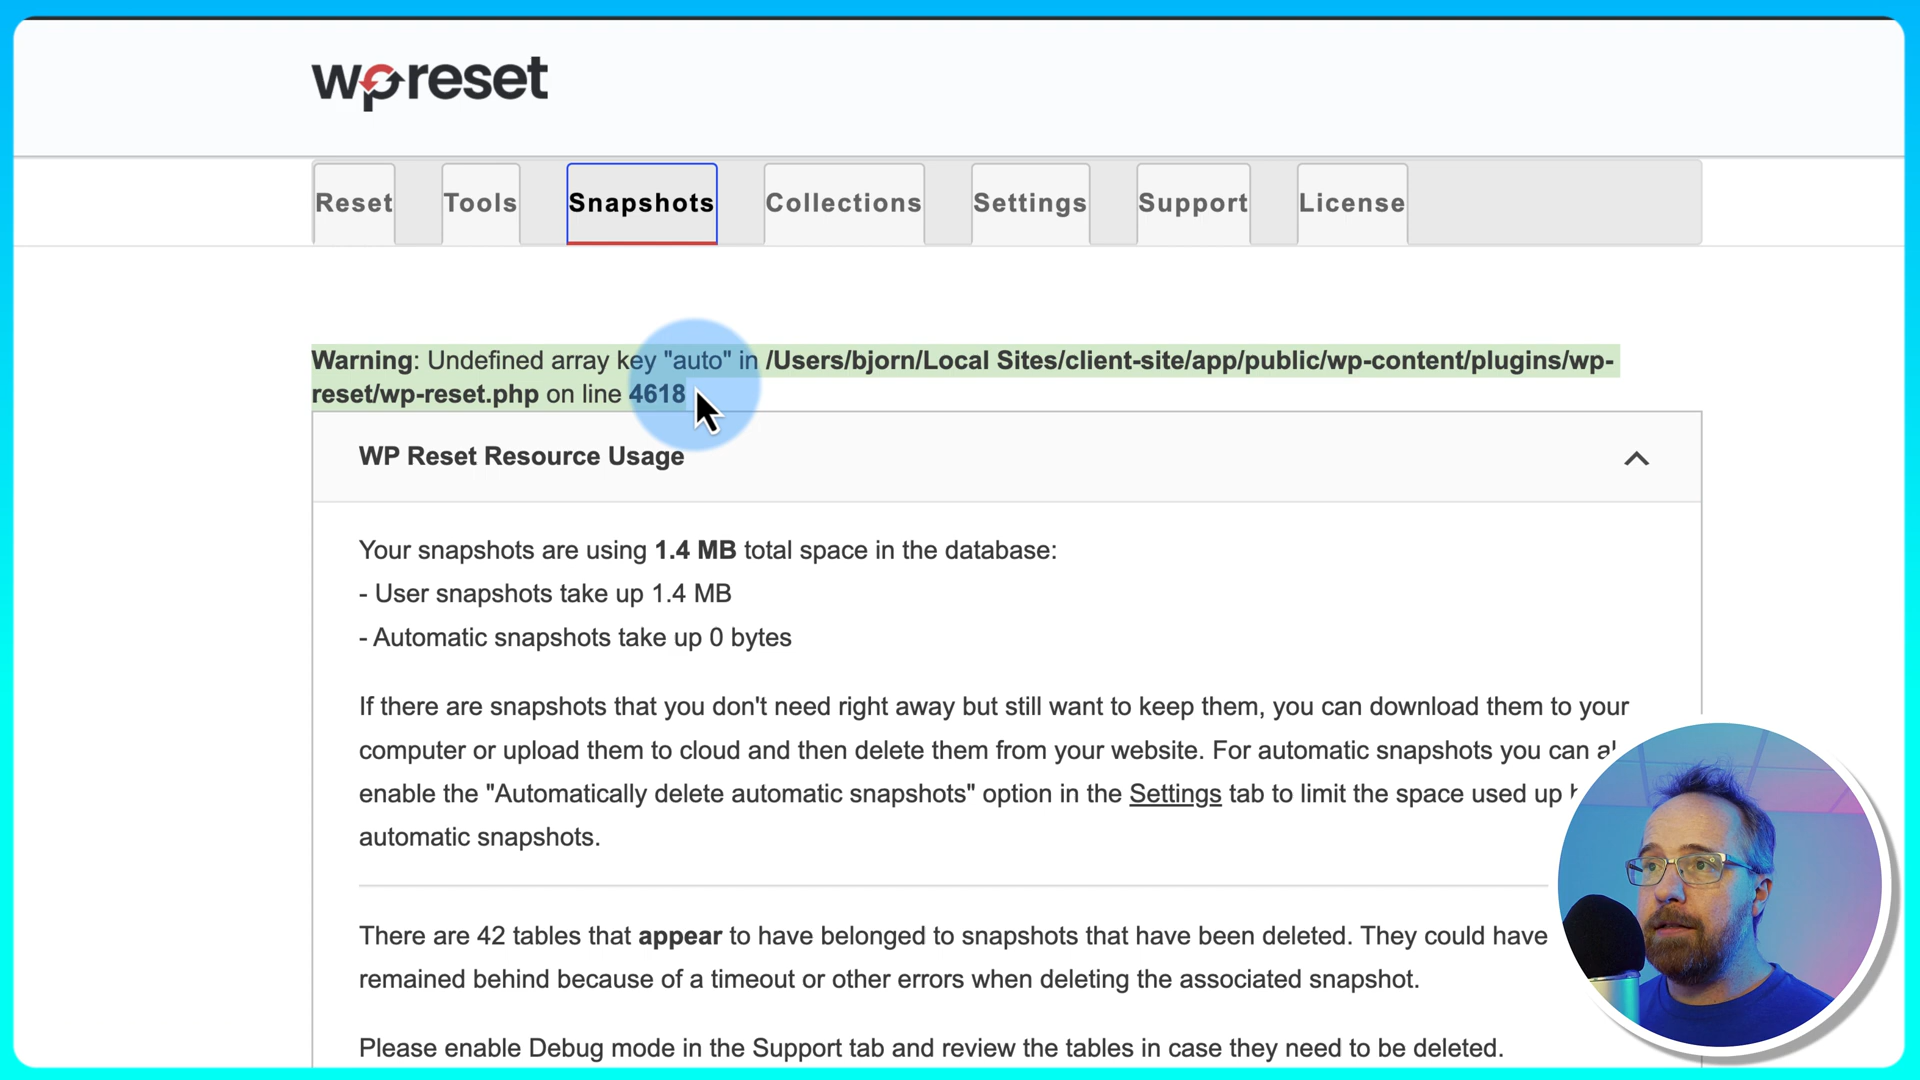 wpreset
Reset Tools Snapshots Collections Settings Support License
Warning: Undefined array key "auto" in /Users/bjorn/Local Sites/client-site/app/public/wp-content/plugins/wp-
reset/wp-reset.php on line 4618
WP Reset Resource Usage
Your snapshots are using 1.4 MB total space in the database:
- User snapshots take up 1.4 MB
- Automatic snapshots take up 0 bytes
If there are snapshots that you don't need right away but still want to keep them, you can download them to your
computer or upload them to cloud and then delete them from your website. For automatic snapshots you can
enable the "Automatically delete automatic snapshots" option in the Settings tab to limit the space used up
automatic snapshots.
There are 42 tables that appear to have belonged to snapshots that have been deleted. They could have
remained behind because of a timeout or other errors when deleting the associated snapshot.
Please enable Debug mode in the Support tab and review the tables in case they need to be deleted.